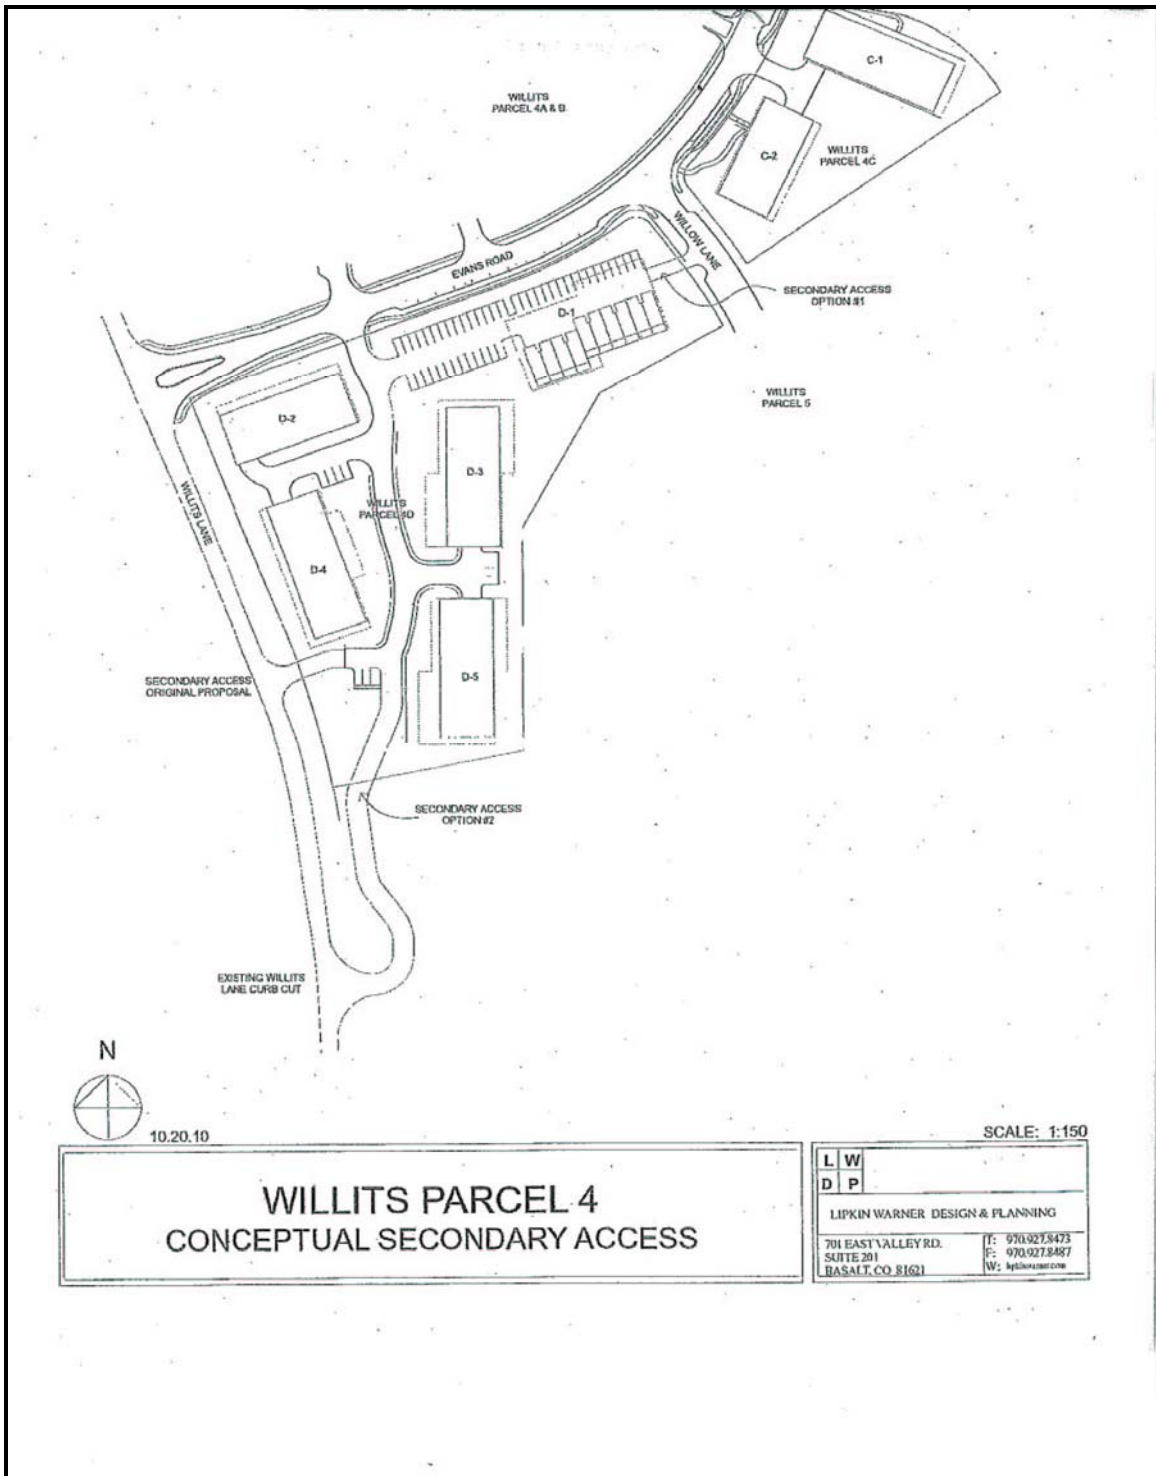 C-1
WILLITS
PARCEL 4A & B
C-2
WILLITS
PARCEL 4C
WILLOW LANE
EVANS ROAD
SECONDARY ACCESS
OPTION #1
D-1
WILLITS
PARCEL 5
D-2
D-3
WILLITS LANE
WILLITS
PARCEL 4D
D-4
SECONDARY ACCESS
ORIGINAL PROPOSAL
D-5
SECONDARY ACCESS
OPTION #2
EXISTING WILLITS
LANE CURB CUT
N
10.20.10
SCALE: 1:150
WILLITS PARCEL 4
CONCEPTUAL SECONDARY ACCESS
L W
D P
LIPKIN WARNER DESIGN & PLANNING
701 EAST VALLEY RD.
SUITE 201
BASALT, CO 81621
T: 970.927.8473
F: 970.927.8487
W: